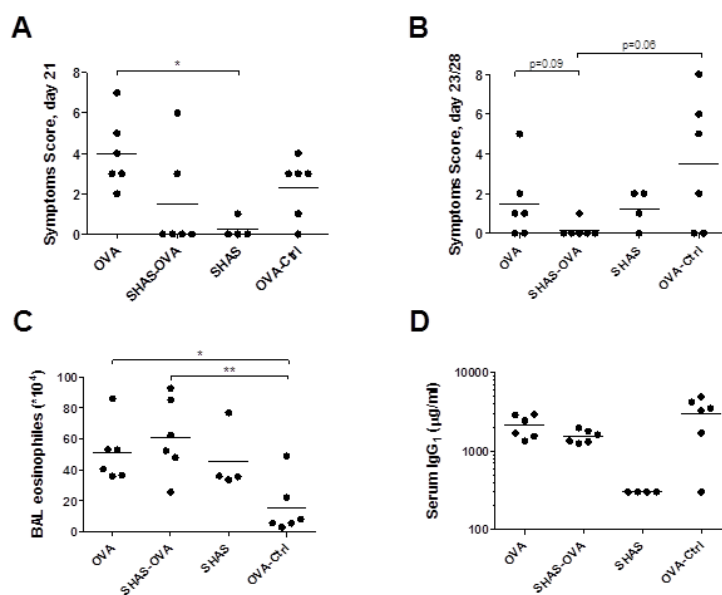 A
Symptoms Score, day 21
8
6
4
2
0
*
OVA
SHAS-OVA
SHAS
OVA-Ctrl
B
Symptoms Score, day 23/28
8
6
4
2
0
p=0.09
p=0.06
OVA
SHAS-OVA
SHAS
OVA-Ctrl
C
BAL eosinophiles (*10⁴)
100
80
60
40
20
0
*
**
OVA
SHAS-OVA
SHAS
OVA-Ctrl
D
Serum IgG₁ (µg/ml)
10000
1000
100
OVA
SHAS-OVA
SHAS
OVA-Ctrl